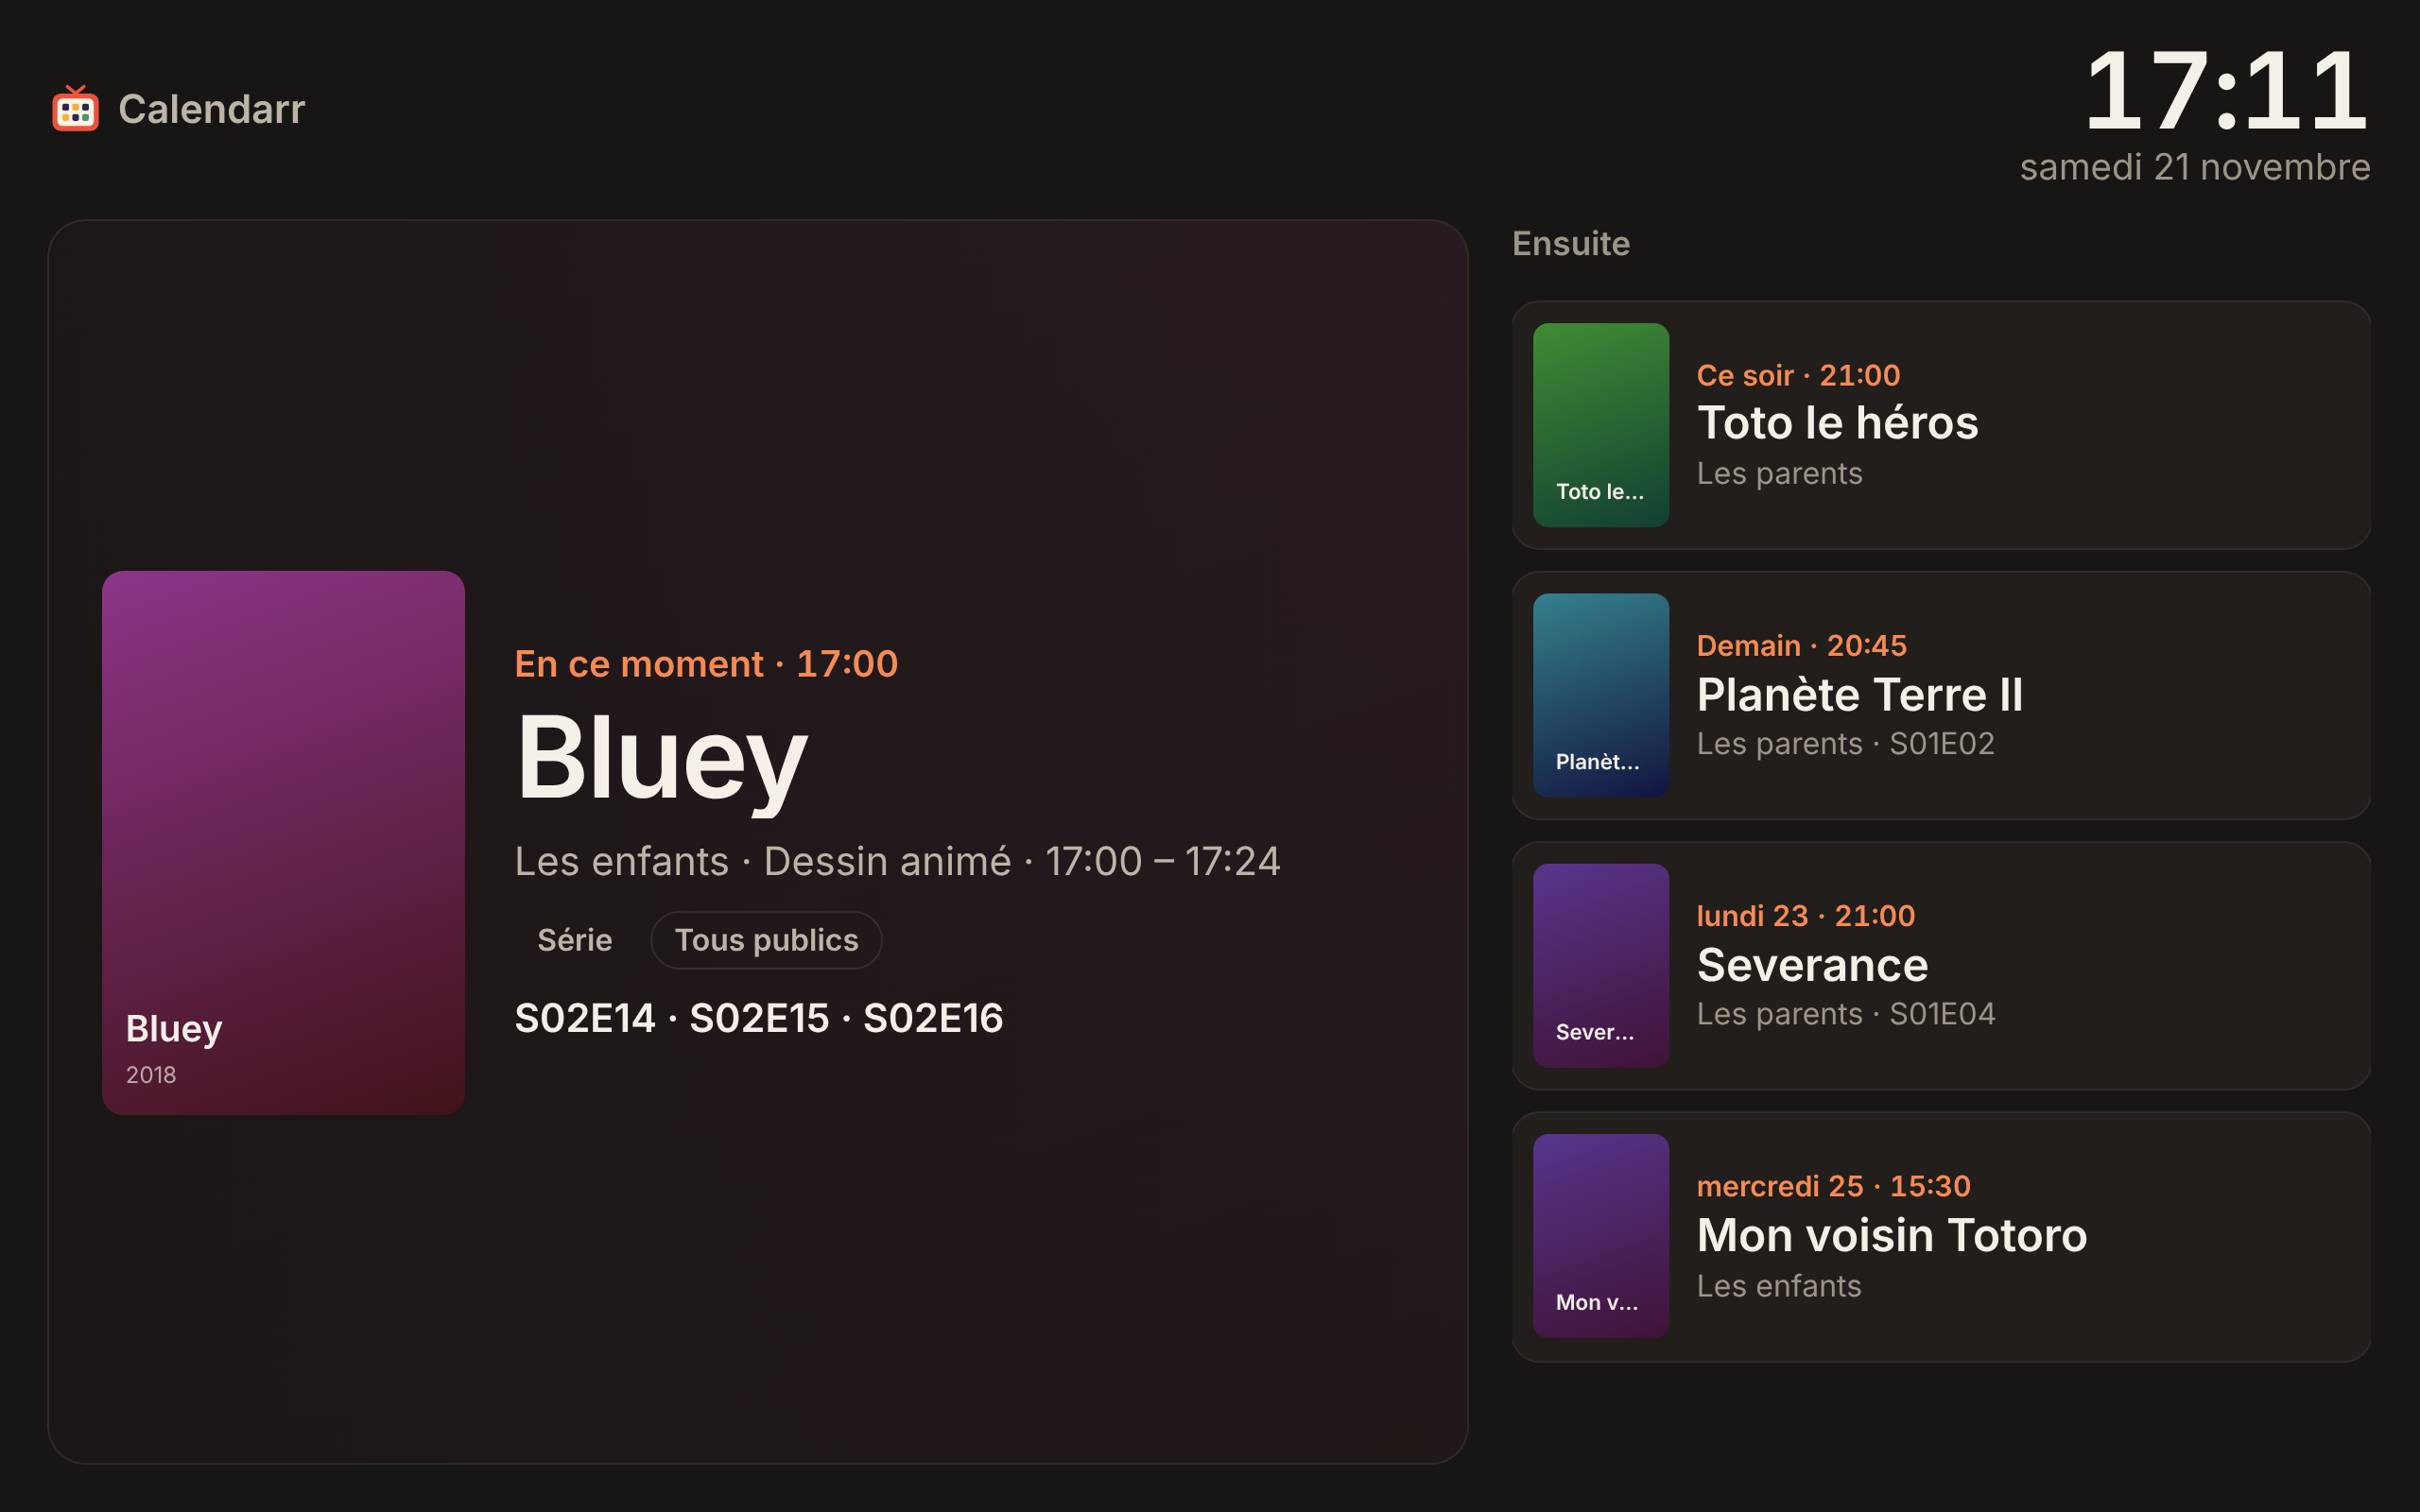 Calendarr
17:11
samedi 21 novembre
Bluey
2018
En ce moment · 17:00
Bluey
Les enfants · Dessin animé · 17:00 – 17:24
Série
Tous publics
S02E14 · S02E15 · S02E16
Ensuite
Toto le...
Ce soir · 21:00
Toto le héros
Les parents
Planèt...
Demain · 20:45
Planète Terre II
Les parents · S01E02
Sever...
lundi 23 · 21:00
Severance
Les parents · S01E04
Mon v...
mercredi 25 · 15:30
Mon voisin Totoro
Les enfants